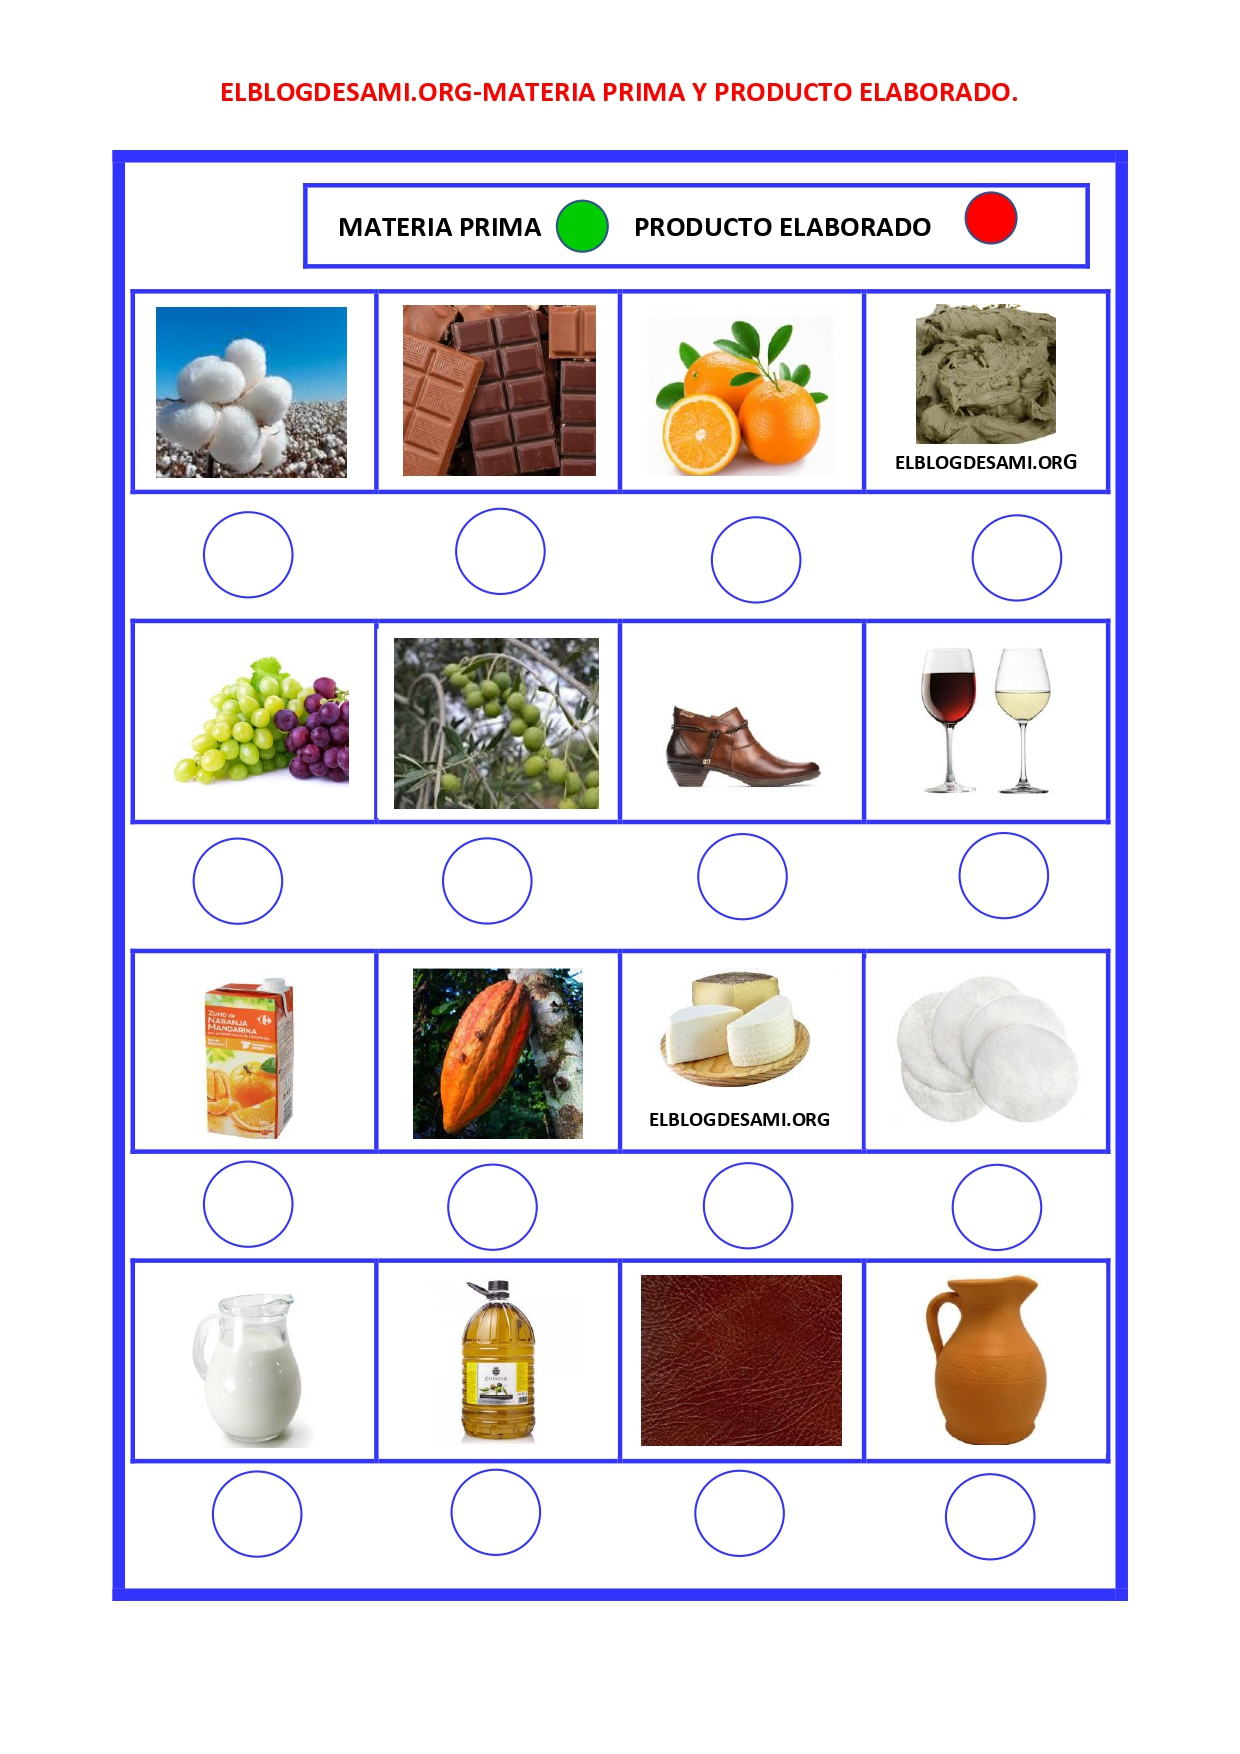 ELBLOGDESAMI.ORG-MATERIA PRIMA Y PRODUCTO ELABORADO.
MATERIA PRIMA PRODUCTO ELABORADO
ELBLOGDESAMI.ORG
ZUMO de
NARANJA
MANDARINA
ELBLOGDESAMI.ORG